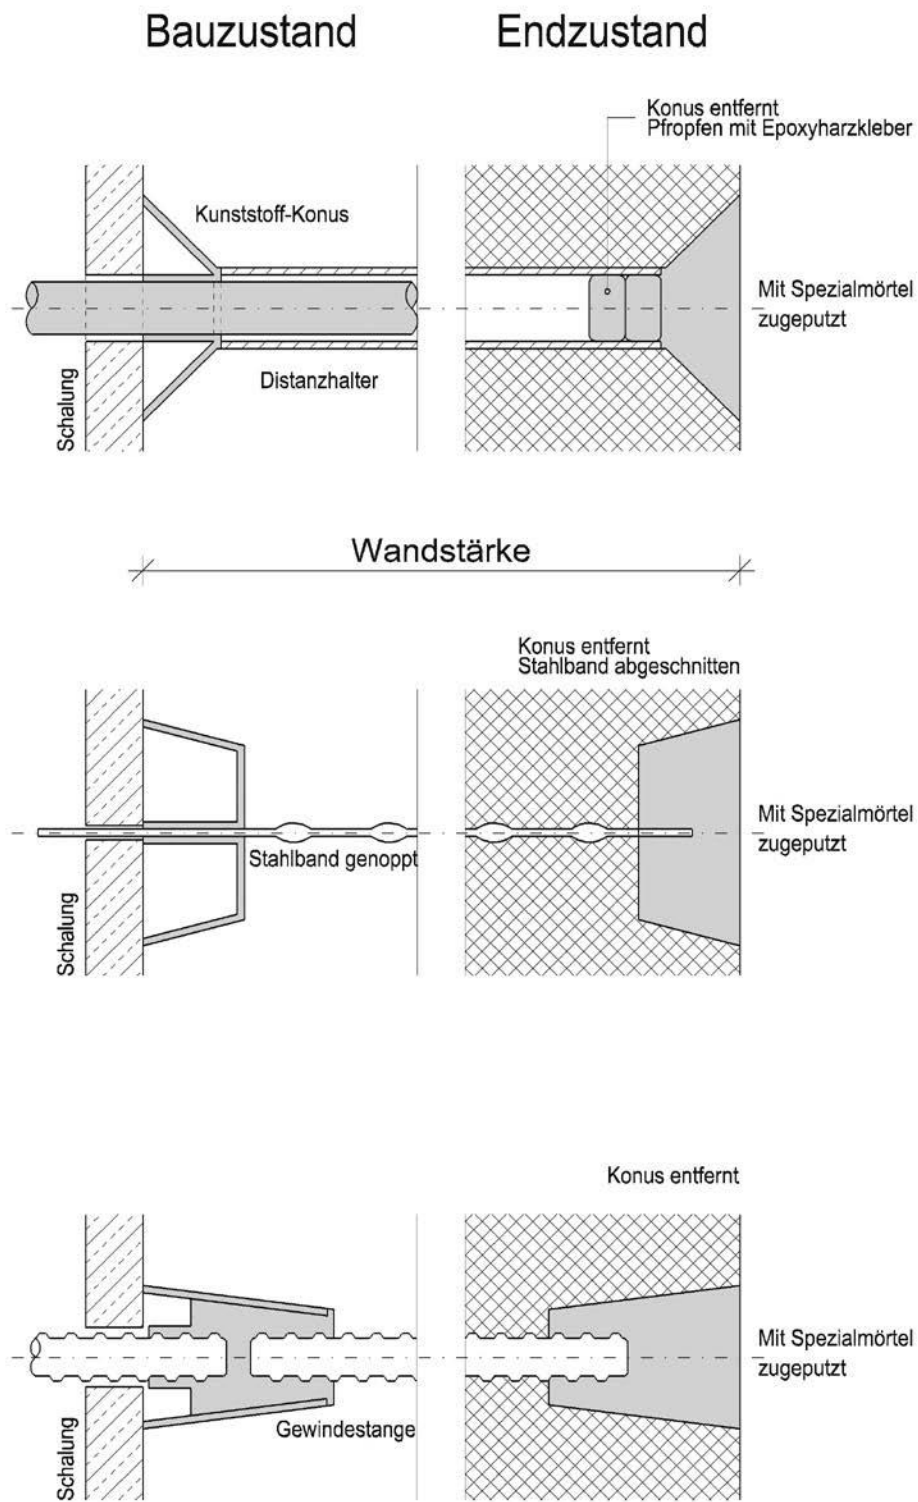 Bauzustand
Endzustand
Konus entfernt
Pfropfen mit Epoxyharzkleber
Kunststoff-Konus
Schalung
Distanzhalter
Mit Spezialmörtel
zugeputzt
Wandstärke
Konus entfernt
Stahlband abgeschnitten
Stahlband genoppt
Schalung
Mit Spezialmörtel
zugeputzt
Konus entfernt
Gewindestange
Schalung
Mit Spezialmörtel
zugeputzt